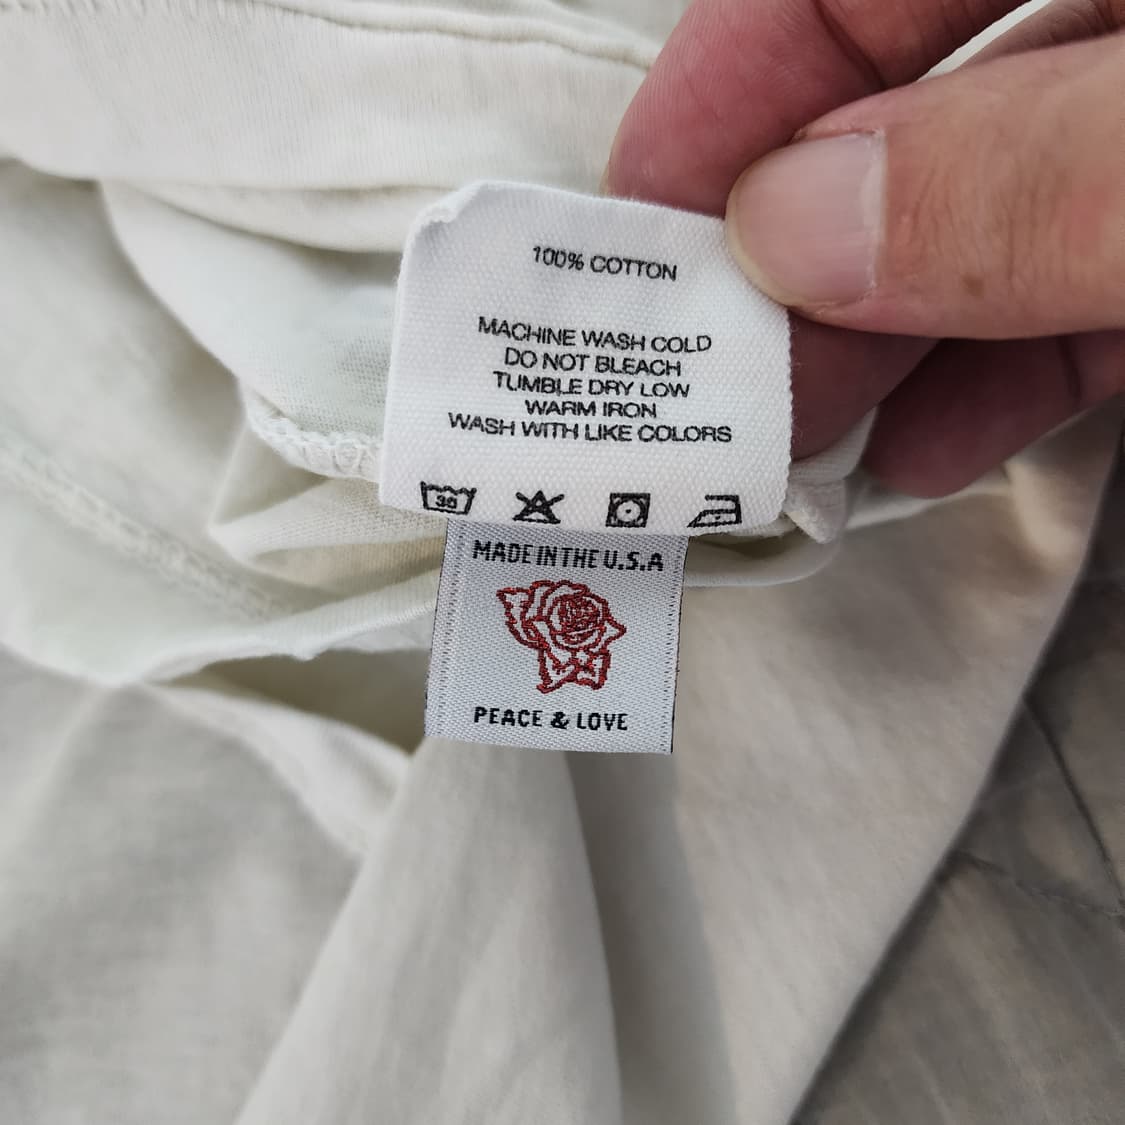 100% COTTON
MACHINE WASH COLD
DO NOT BLEACH
TUMBLE DRY LOW
WARM IRON
WASH WITH LIKE COLORS
30
MADE IN THE U.S.A
PEACE & LOVE